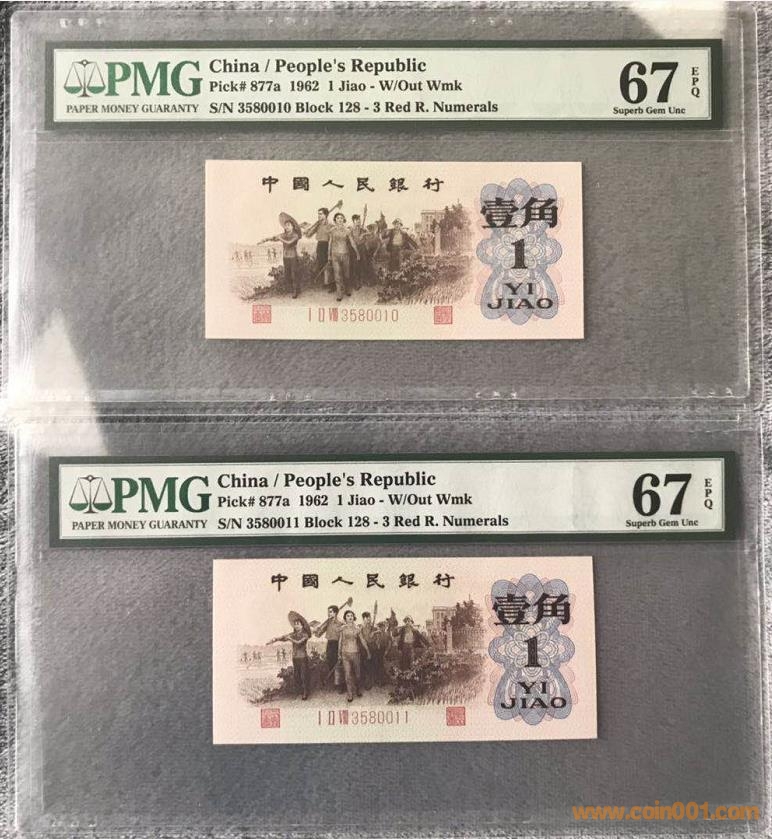 PMG
PAPER MONEY GUARANTY
China / People's Republic
Pick# 877a 1962 1 Jiao - W/Out Wmk
S/N 3580010 Block 128 - 3 Red R. Numerals
67
EPQ
Superb Gem Unc
中國人民銀行
壹角
1
YI
JIAO
I II VIII 3580010
PMG
PAPER MONEY GUARANTY
China / People's Republic
Pick# 877a 1962 1 Jiao - W/Out Wmk
S/N 3580011 Block 128 - 3 Red R. Numerals
67
EPQ
Superb Gem Unc
中國人民銀行
壹角
1
YI
JIAO
I II VIII 3580011
www.coin001.com